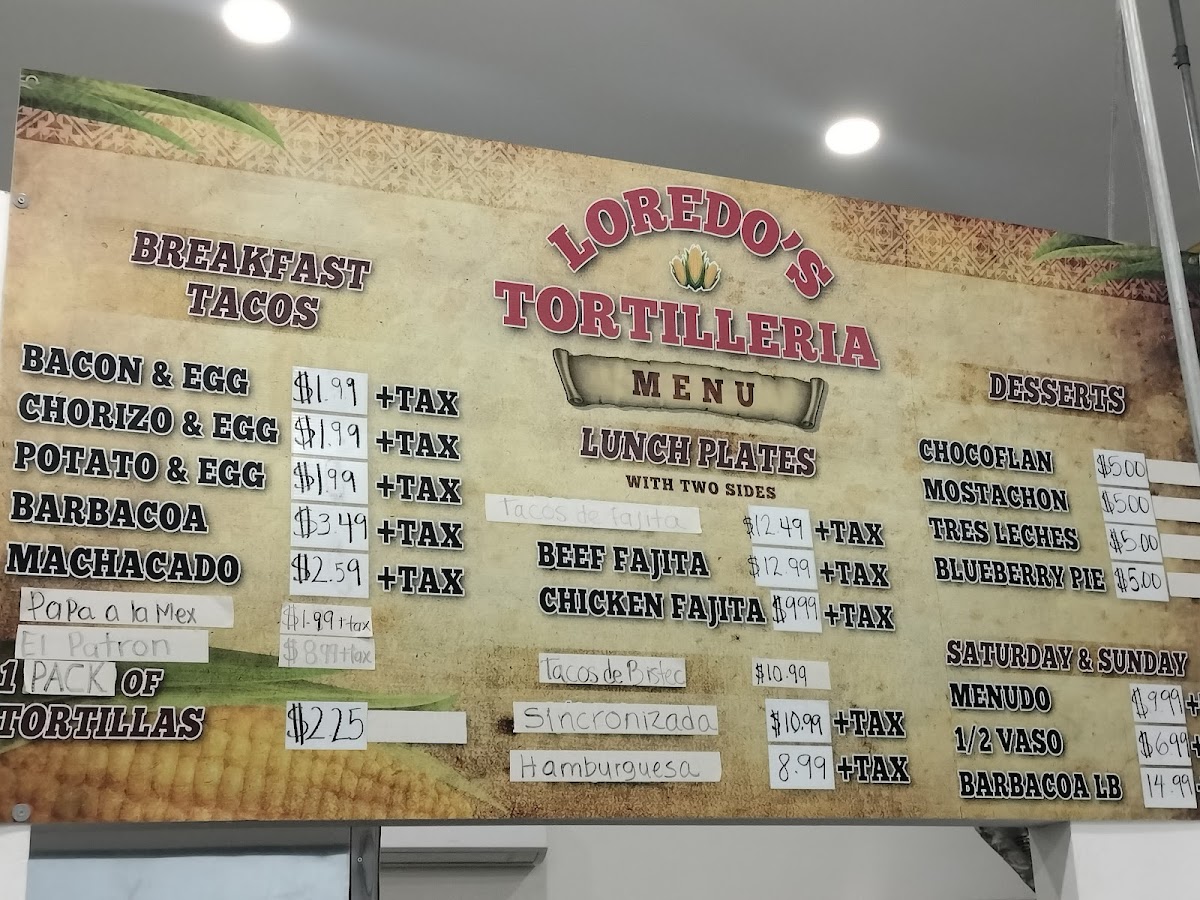 LOREDO'S
TORTILLERIA
MENU
BREAKFAST
TACOS
BACON & EGG $1.99 +TAX
CHORIZO & EGG $1.99 +TAX
POTATO & EGG $1.99 +TAX
BARBACOA $3.49 +TAX
MACHACADO $2.59 +TAX
Papa a la Mex $1.99+tax
El Patron $8.99+tax
1 PACK OF
TORTILLAS $2.25
LUNCH PLATES
WITH TWO SIDES
Tacos de fajita $12.49 +TAX
BEEF FAJITA $12.99 +TAX
CHICKEN FAJITA $9.99 +TAX
Tacos de Bistec $10.99
Sincronizada $10.99 +TAX
Hamburguesa 8.99 +TAX
DESSERTS
CHOCOFLAN $5.00
MOSTACHON $5.00
TRES LECHES $5.00
BLUEBERRY PIE $5.00
SATURDAY & SUNDAY
MENUDO $9.99 +
1/2 VASO $6.99 +
BARBACOA LB 14.99